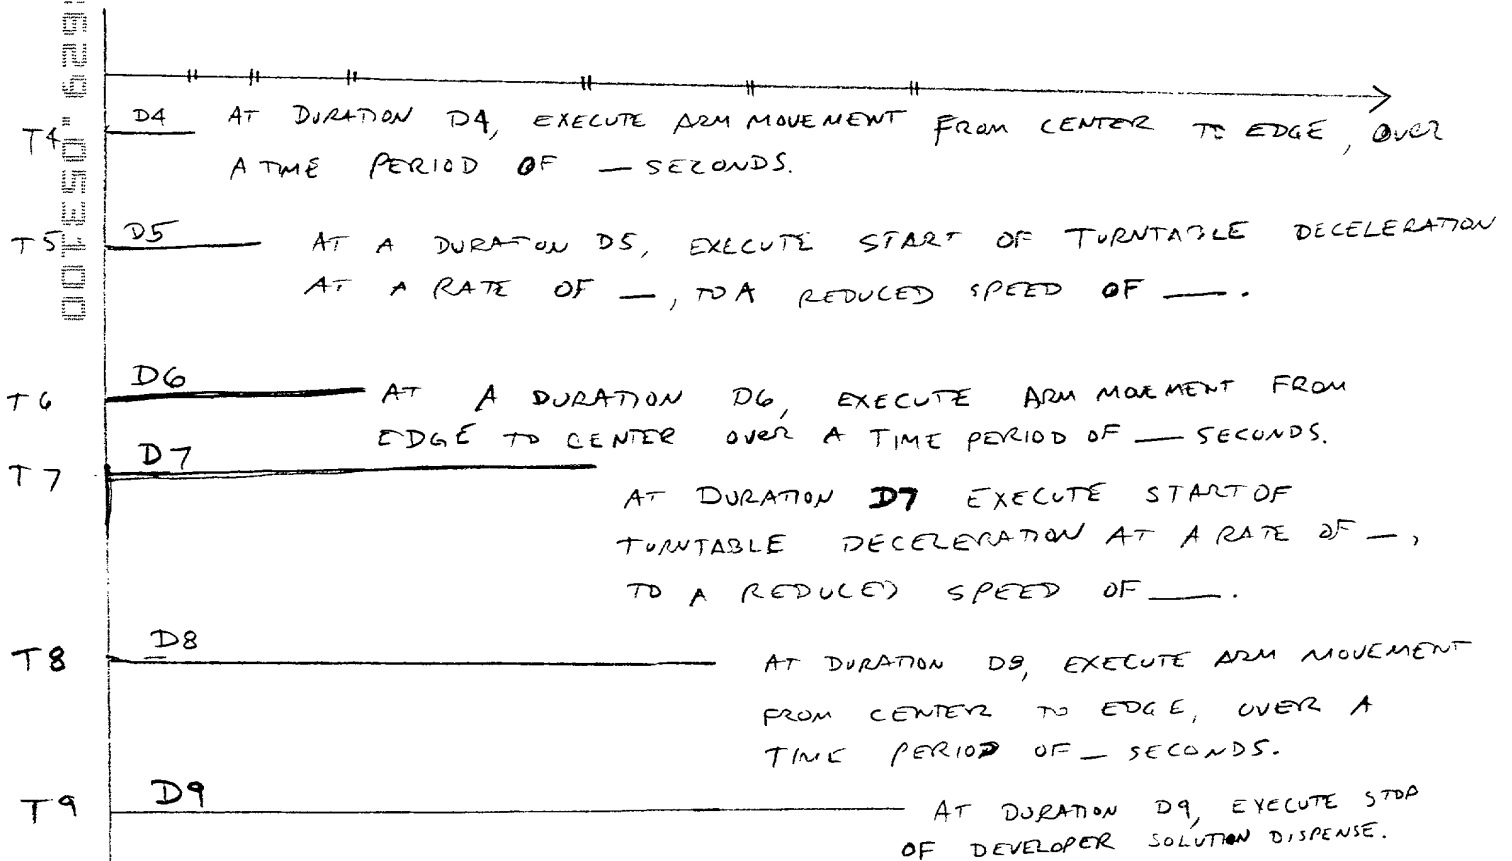 629.053100
D4 AT DURATION D4, EXECUTE ARM MOVEMENT FROM CENTER TO EDGE, OVER
T4
A TIME PERIOD OF — SECONDS.
T5 D5 AT A DURATON D5, EXECUTE START OF TURNTABLE DECELERATION
AT A RATE OF —, TO A REDUCED SPEED OF —.
D6
T6 AT A DURATION D6, EXECUTE ARM MOVEMENT FROM
EDGE TO CENTER OVER A TIME PERIOD OF — SECONDS.
T7 D7
AT DURATION D7 EXECUTE START OF
TURNTABLE DECELERATION AT A RATE OF —,
TO A REDUCED SPEED OF —.
T8 D8 AT DURATION D8, EXECUTE ARM MOVEMENT
FROM CENTER TO EDGE, OVER A
TIME PERIOD OF — SECONDS.
T9 D9 AT DURATION D9, EXECUTE STOP
OF DEVELOPER SOLUTION DISPENSE.